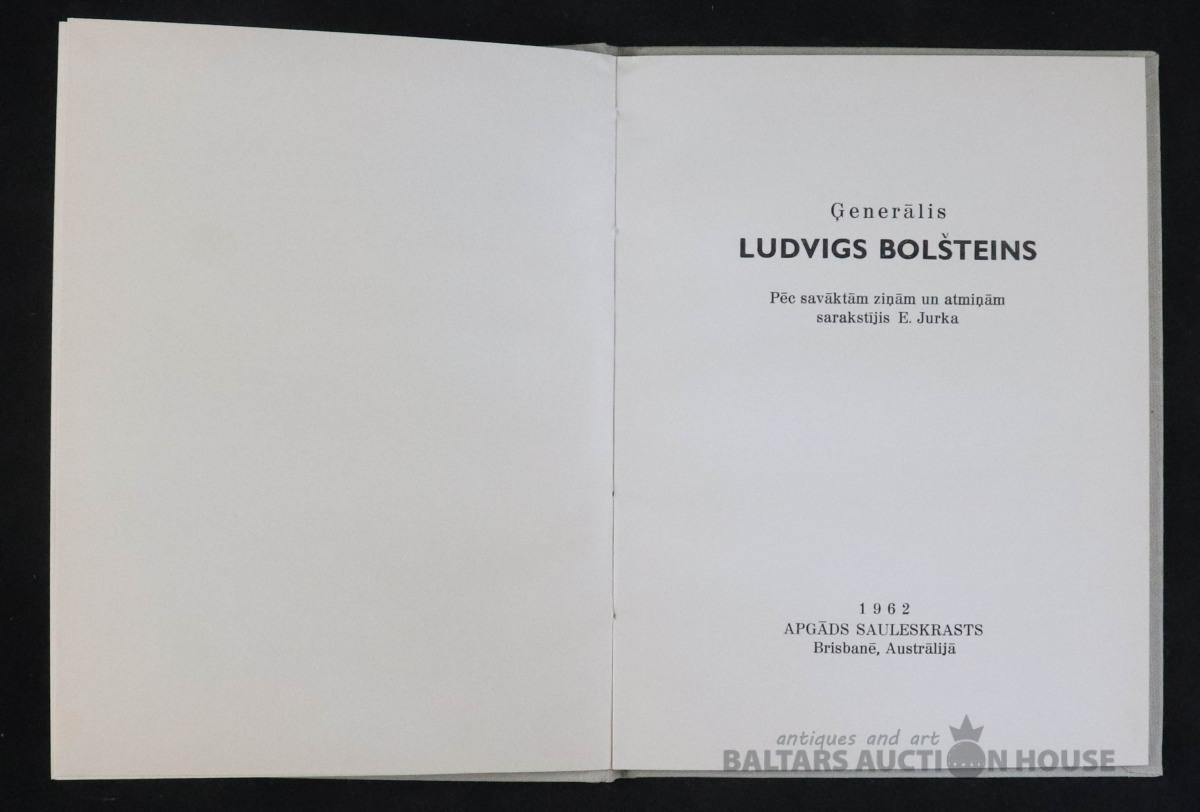 Ģenerālis
LUDVIGS BOLŠTEINS
Pēc savāktām ziņām un atmiņām
sarakstījis E. Jurka
1962
APGĀDS SAULESKRASTS
Brisbanē, Austrālijā
antiques and art
BALTARS AUCTION HOUSE